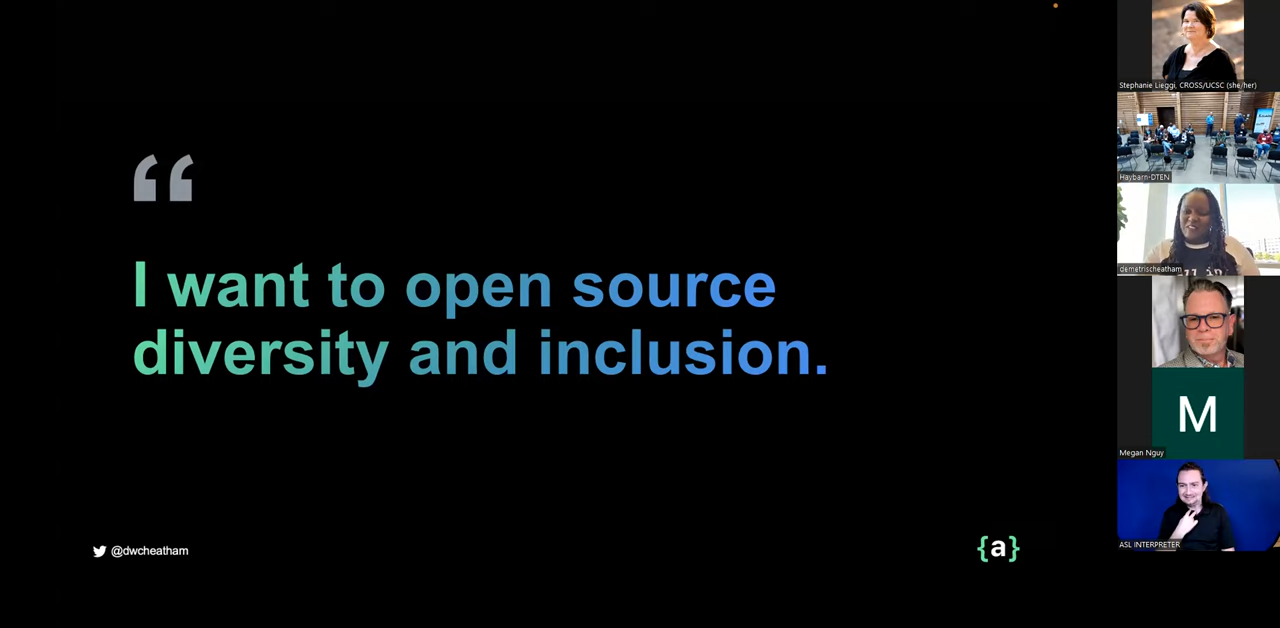 “
I want to open source
diversity and inclusion.
@dwcheatham
{a}
Stephanie Lieggi, CROSS/UCSC (she/her)
Haybarn-DTEN
demetrischeatham
M
Megan Nguy
ASL INTERPRETER